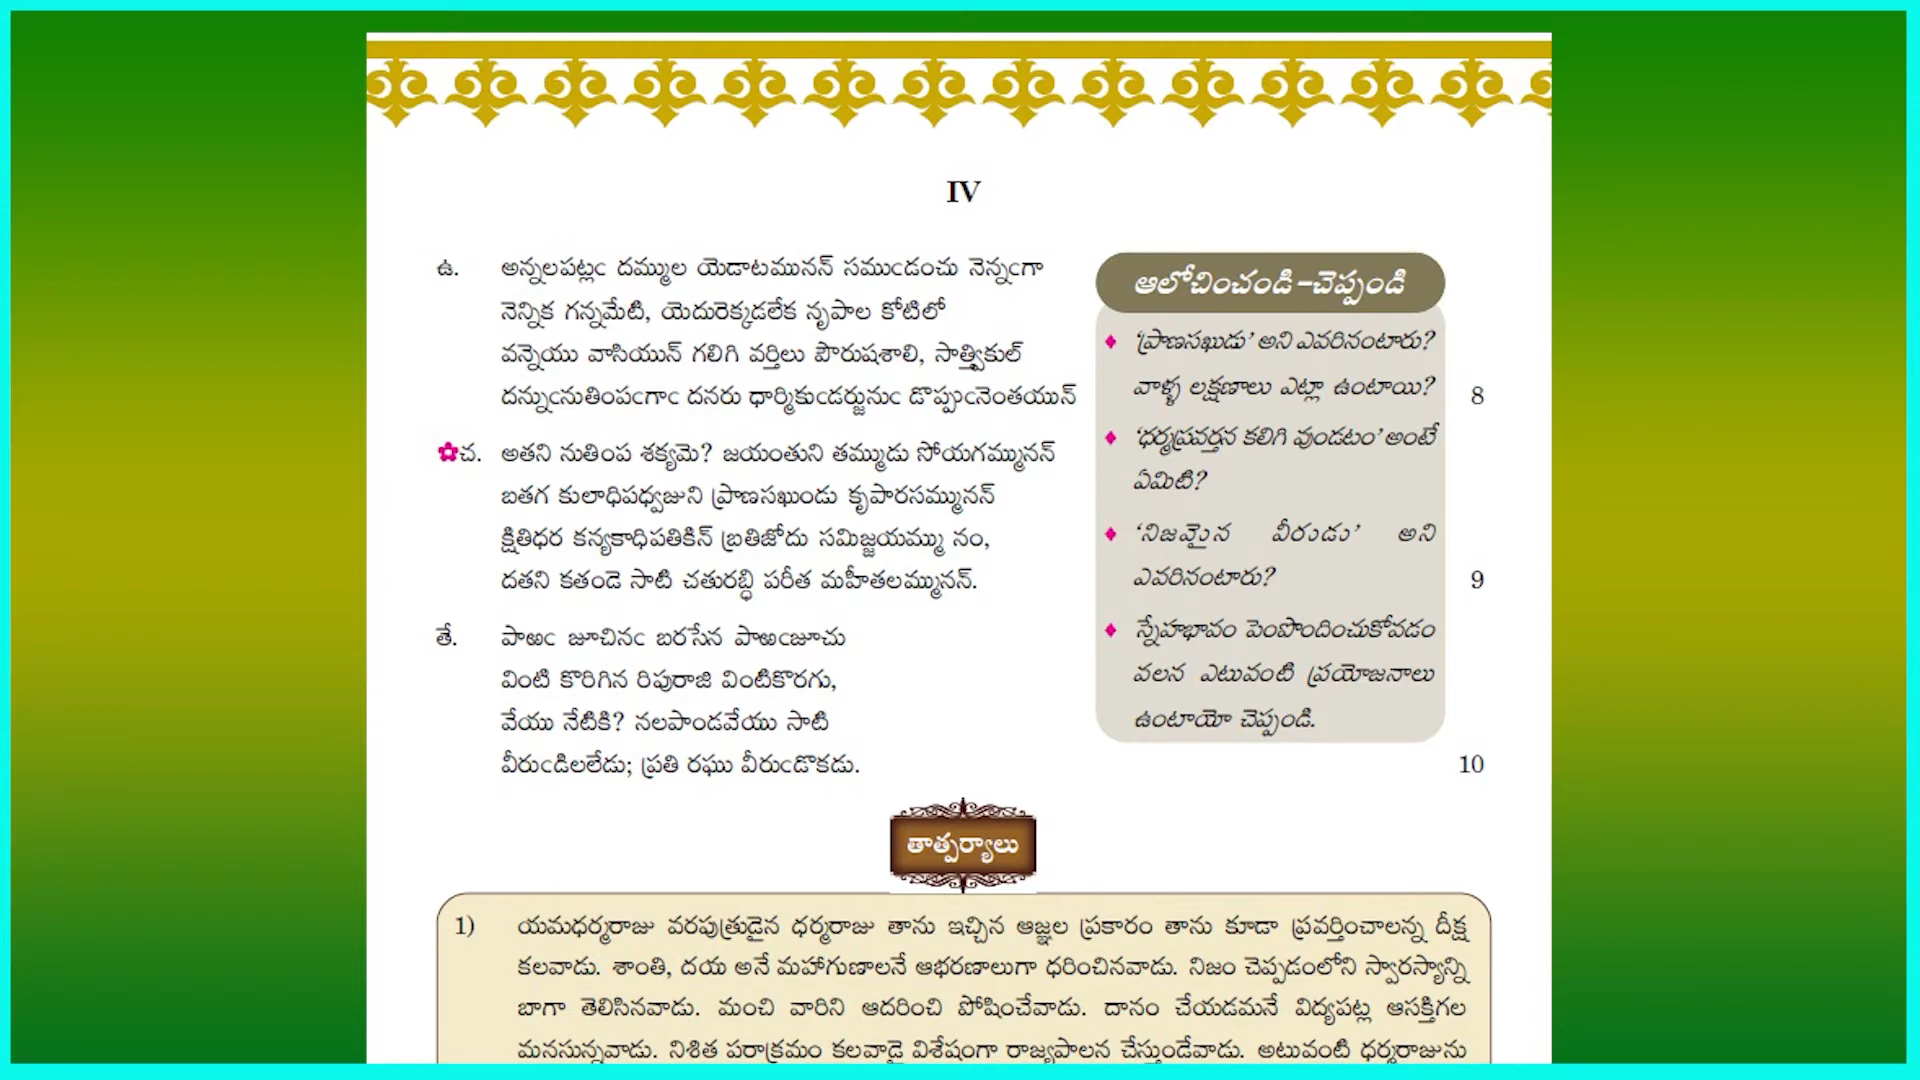 IV
ఉ. అన్నలపట్లఁ దమ్ముల యెడాటమునన్ సముఁడంచు నెన్నఁగా
నెన్నిక గన్నమేటి, యెదురెక్కడలేక నృపాల కోటిలో
వన్నెయు వాసియున్ గలిగి వర్తిలు పౌరుషశాలి, సాత్త్వికుల్
దన్నుఁనుతింపఁగాఁ దనరు ధార్మికుఁడర్జునుఁ డొప్పుఁనెంతయున్ 8
✿చ. అతని నుతింప శక్యమె? జయంతుని తమ్ముడు సోయగమ్మునన్
బతగ కులాధిపధ్వజుని ప్రాణసఖుండు కృపారసమ్మునన్
క్షితిధర కన్యకాధిపతికిన్ బ్రతిజోదు సమిజ్జయమ్ము నం,
దతని కతండె సాటి చతురబ్ధి పరీత మహీతలమ్మునన్. 9
తే. పాఱఁ జూచినఁ బరసేన పాఱఁజూచు
వింటి కొరిగిన రిపురాజి వింటికొరగు,
వేయు నేటికి? నలపాండవేయు సాటి
వీరుఁడిలలేడు; ప్రతి రఘు వీరుఁడొకడు. 10
ఆలోచించండి-చెప్పండి
♦ 'ప్రాణసఖుడు' అని ఎవరినంటారు?
వాళ్ళ లక్షణాలు ఎట్లా ఉంటాయి?
♦ 'ధర్మప్రవర్తన కలిగి వుండటం' అంటే
ఏమిటి?
♦ 'నిజమైన వీరుడు' అని
ఎవరినంటారు?
♦ స్నేహభావం పెంపొందించుకోవడం
వలన ఎటువంటి ప్రయోజనాలు
ఉంటాయో చెప్పండి.
తాత్పర్యాలు
1) యమధర్మరాజు వరపుత్రుడైన ధర్మరాజు తాను ఇచ్చిన ఆజ్ఞల ప్రకారం తాను కూడా ప్రవర్తించాలన్న దీక్ష
కలవాడు. శాంతి, దయ అనే మహాగుణాలనే ఆభరణాలుగా ధరించినవాడు. నిజం చెప్పడంలోని స్వారస్యాన్ని
బాగా తెలిసినవాడు. మంచి వారిని ఆదరించి పోషించేవాడు. దానం చేయడమనే విద్యపట్ల ఆసక్తిగల
మనసున్నవాడు. నిశిత పరాక్రమం కలవాడై విశేషంగా రాజ్యపాలన చేస్తుండేవాడు. అటువంటి ధర్మరాజును